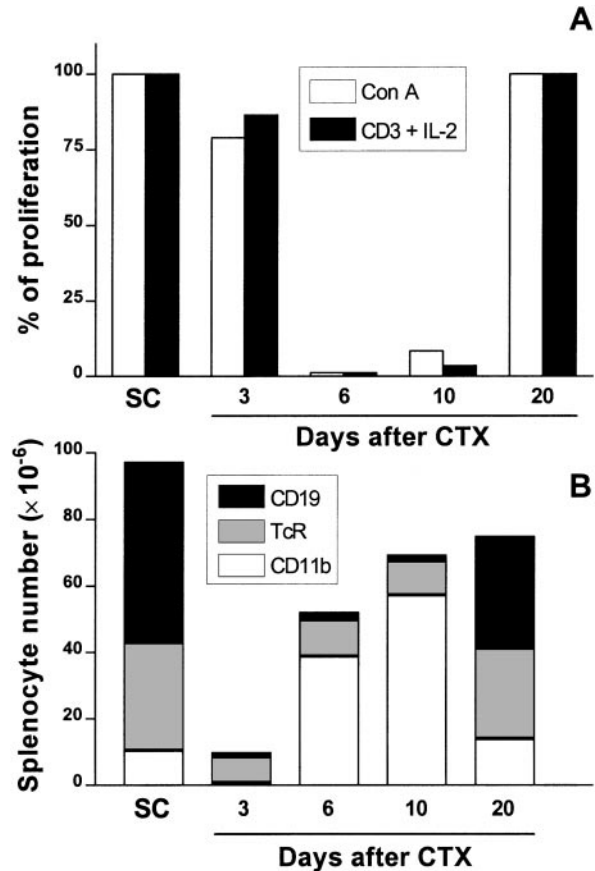 A
% of proliferation
100
75
50
25
0
Con A
CD3 + IL-2
SC 3 6 10 20
Days after CTX
B
Splenocyte number (×10⁻⁶)
100
80
60
40
20
0
CD19
TcR
CD11b
SC 3 6 10 20
Days after CTX